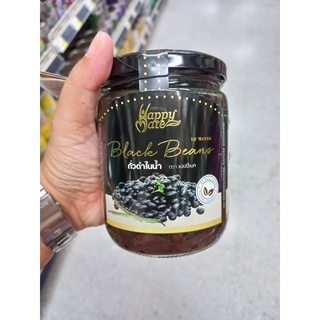 Happy
Mate
IN WATER
Black Beans
ถั่วดำในน้ำ
ตรา แฮปปี้เมท